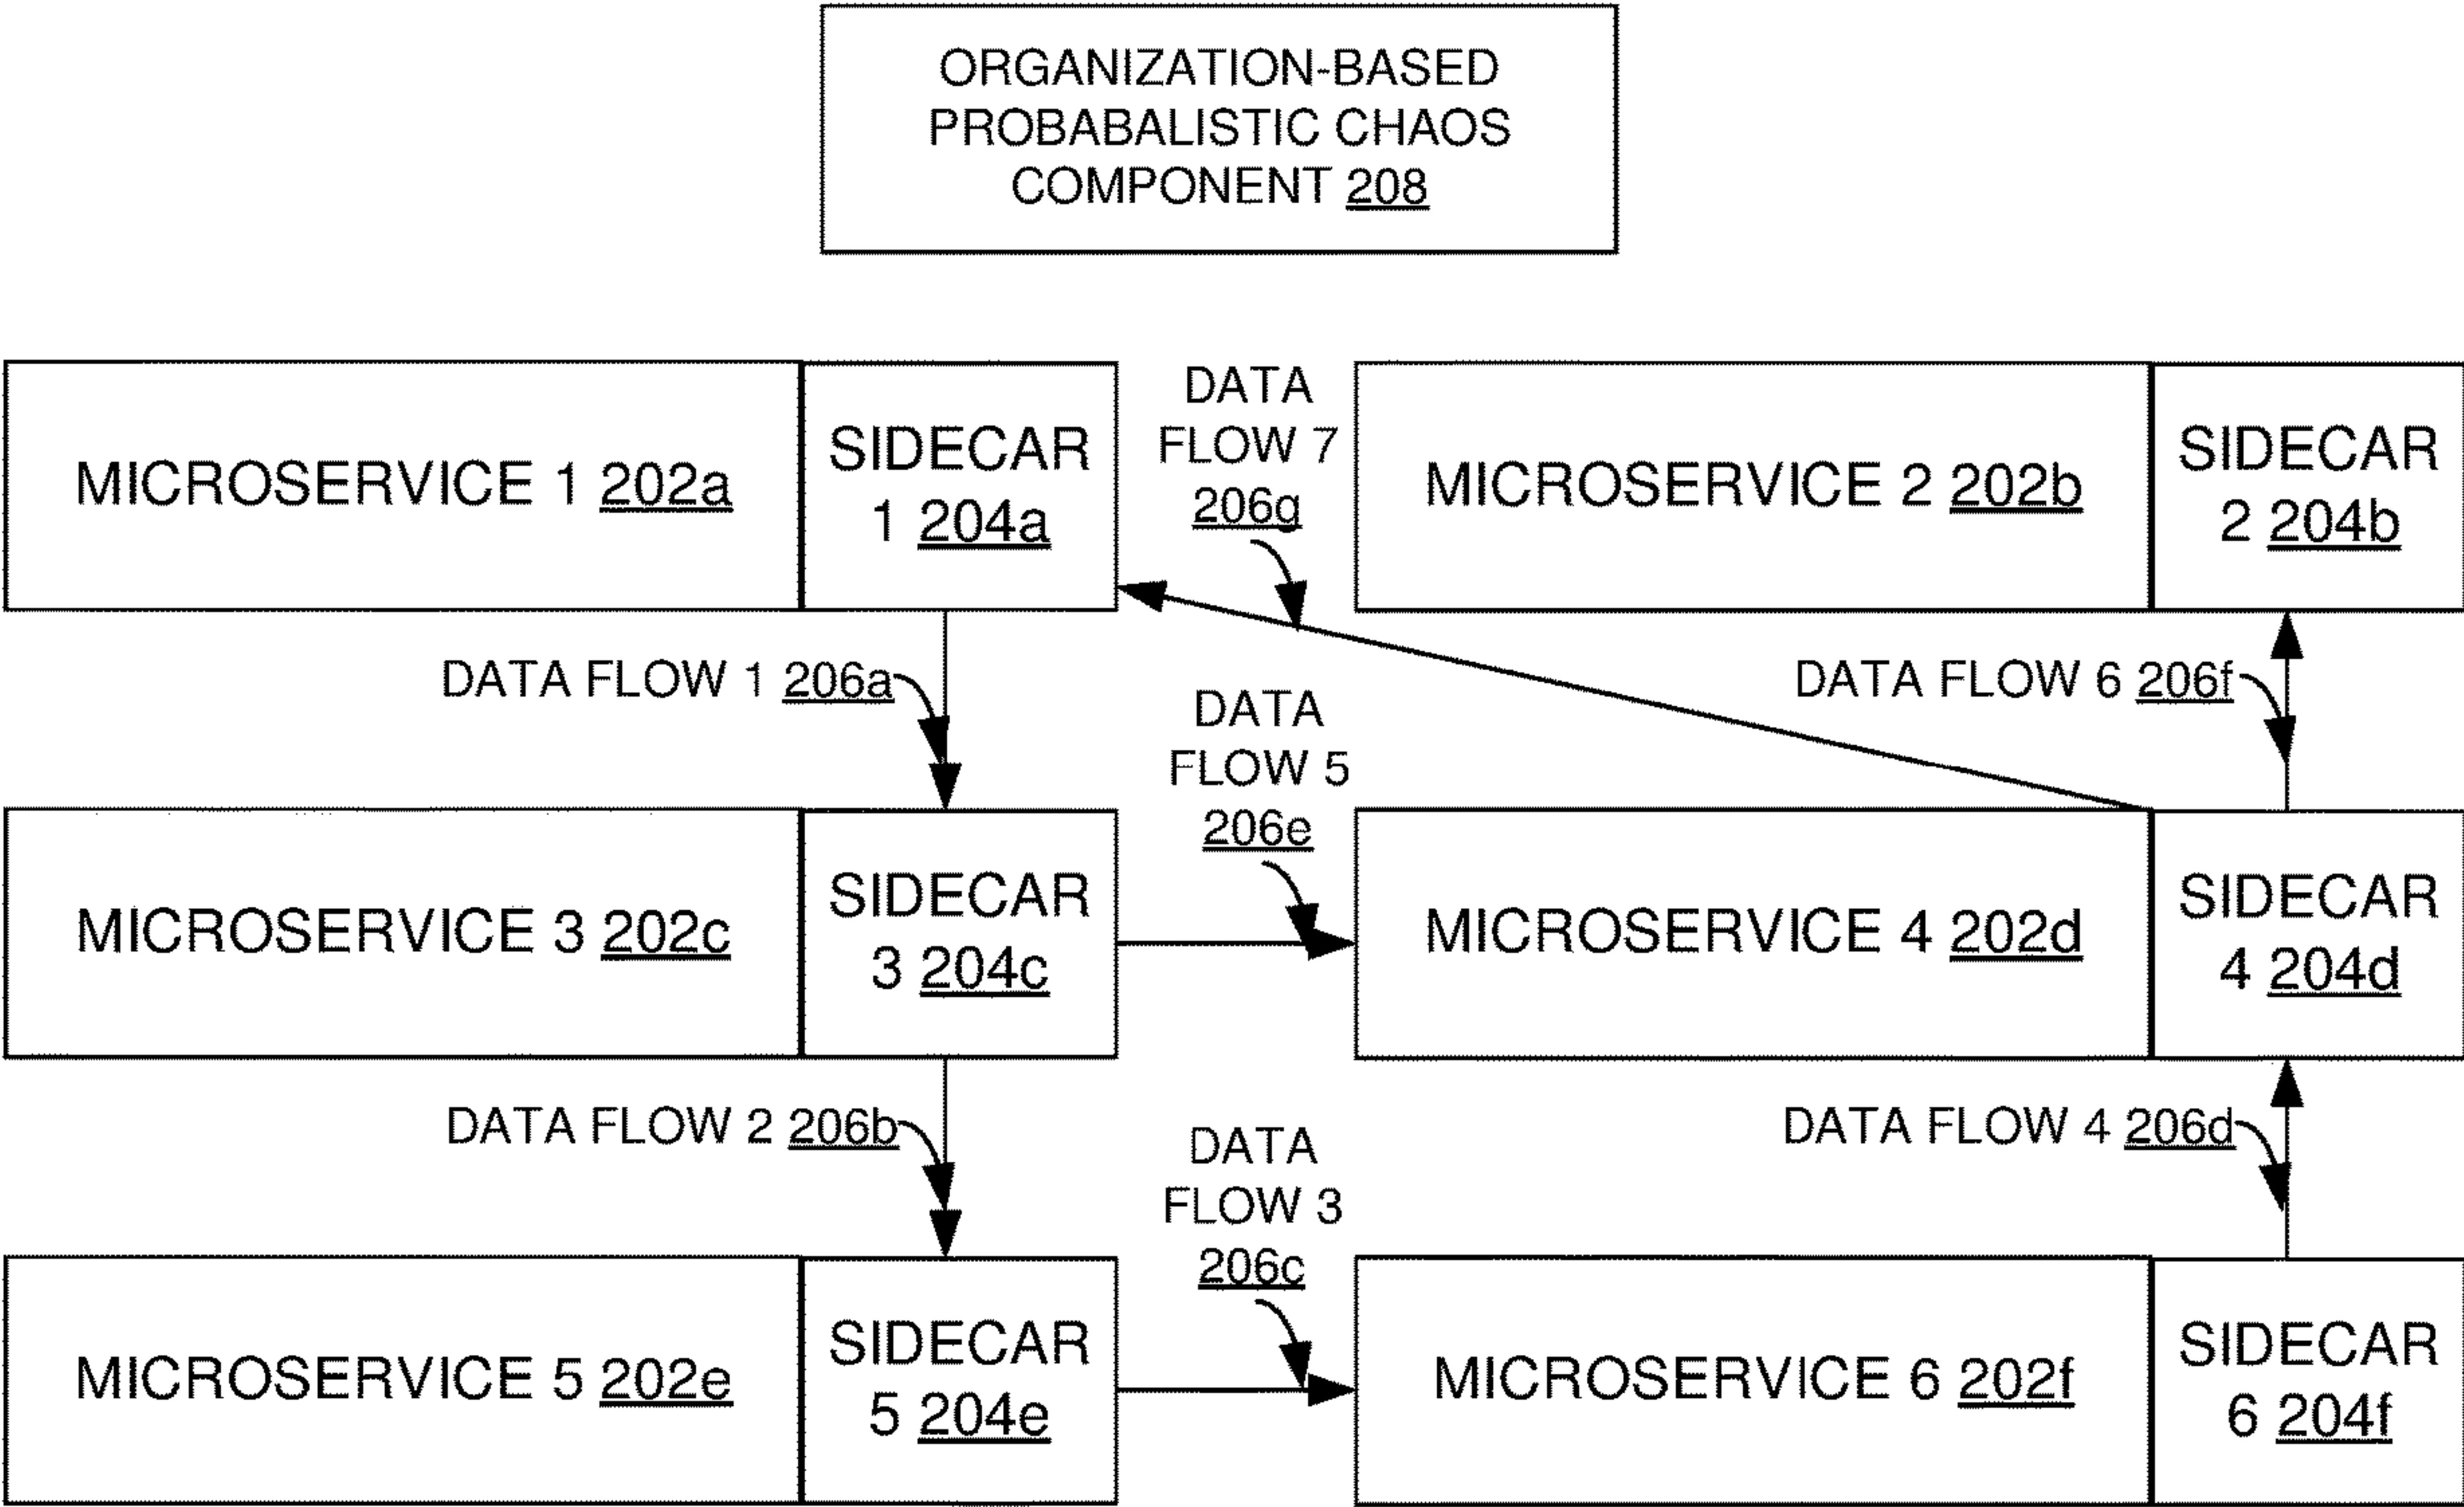 ORGANIZATION-BASED
PROBABALISTIC CHAOS
COMPONENT 208
MICROSERVICE 1 202a
SIDECAR
1 204a
DATA
FLOW 7
206g
MICROSERVICE 2 202b
SIDECAR
2 204b
DATA FLOW 1 206a
DATA
FLOW 5
206e
DATA FLOW 6 206f
MICROSERVICE 3 202c
SIDECAR
3 204c
MICROSERVICE 4 202d
SIDECAR
4 204d
DATA FLOW 2 206b
DATA
FLOW 3
206c
DATA FLOW 4 206d
MICROSERVICE 5 202e
SIDECAR
5 204e
MICROSERVICE 6 202f
SIDECAR
6 204f